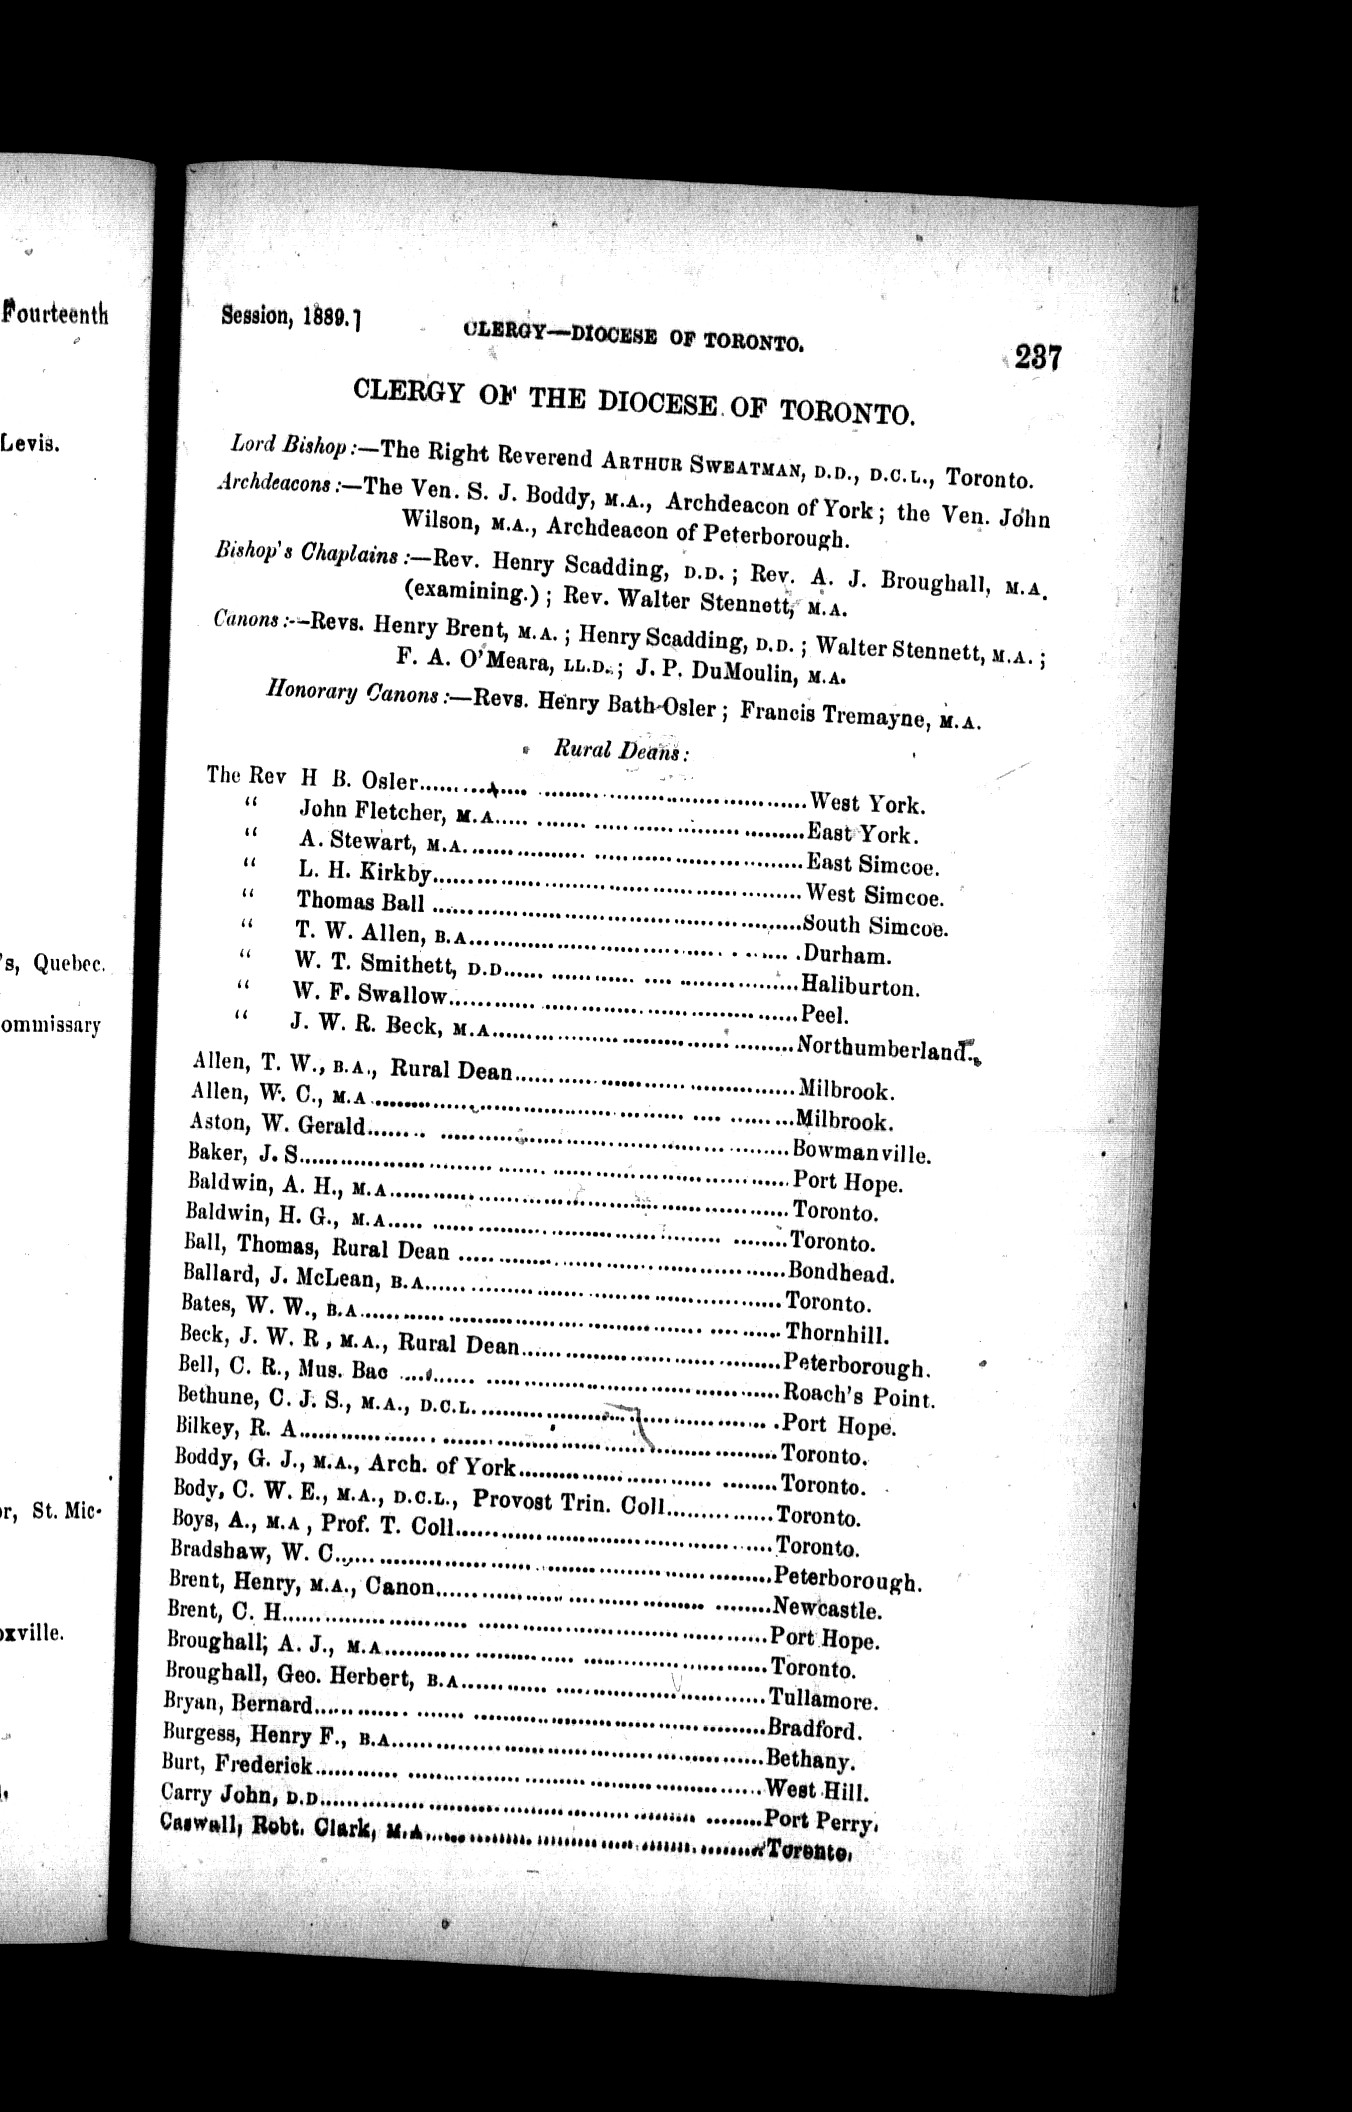 Fourteenth
Levis.
's, Quebec.
ommissary
or, St. Mic-
oxville.
Session, 1889.]
CLERGY—DIOCESE OF TORONTO.
237
CLERGY OF THE DIOCESE OF TORONTO.
Lord Bishop :—The Right Reverend ARTHUR SWEATMAN, D.D., D.C.L., Toronto.
Archdeacons :—The Ven. S. J. Boddy, M.A., Archdeacon of York ; the Ven. John
Wilson, M.A., Archdeacon of Peterborough.
Bishop's Chaplains :—Rev. Henry Scadding, D.D. ; Rev. A. J. Broughall, M.A.
(examining.) ; Rev. Walter Stennett, M.A.
Canons :--Revs. Henry Brent, M.A. ; Henry Scadding, D.D. ; Walter Stennett, M.A. ;
F. A. O'Meara, LL.D. ; J. P. DuMoulin, M.A.
Honorary Canons :—Revs. Henry Bath-Osler ; Francis Tremayne, M.A.
Rural Deans :
The Rev H B. Osler..............................West York.
" John Fletcher, M.A..............................East York.
" A. Stewart, M.A..............................East Simcoe.
" L. H. Kirkby..............................West Simcoe.
" Thomas Ball ..............................South Simcoe.
" T. W. Allen, B.A..............................Durham.
" W. T. Smithett, D.D..............................Haliburton.
" W. F. Swallow..............................Peel.
" J. W. R. Beck, M.A..............................Northumberland.
Allen, T. W., B.A., Rural Dean..............................Milbrook.
Allen, W. C., M.A..............................Milbrook.
Aston, W. Gerald..............................Bowmanville.
Baker, J. S..............................Port Hope.
Baldwin, A. H., M.A..............................Toronto.
Baldwin, H. G., M.A..............................Toronto.
Ball, Thomas, Rural Dean ..............................Bondhead.
Ballard, J. McLean, B.A..............................Toronto.
Bates, W. W., B.A..............................Thornhill.
Beck, J. W. R , M.A., Rural Dean..............................Peterborough.
Bell, C. R., Mus. Bac ..............................Roach's Point.
Bethune, C. J. S., M.A., D.C.L...............................Port Hope.
Bilkey, R. A..............................Toronto.
Boddy, G. J., M.A., Arch. of York..............................Toronto.
Body, C. W. E., M.A., D.C.L., Provost Trin. Coll...............Toronto.
Boys, A., M.A , Prof. T. Coll..............................Toronto.
Bradshaw, W. C..............................Peterborough.
Brent, Henry, M.A., Canon..............................Newcastle.
Brent, C. H..............................Port Hope.
Broughall, A. J., M.A..............................Toronto.
Broughall, Geo. Herbert, B.A..............................Tullamore.
Bryan, Bernard..............................Bradford.
Burgess, Henry F., B.A..............................Bethany.
Burt, Frederick..............................West Hill.
Carry John, D.D..............................Port Perry.
Caswall, Robt. Clark, M.A..............................Toronto.